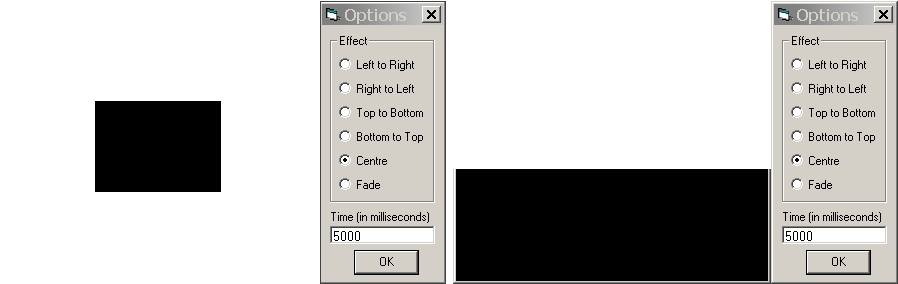 Options
Effect
Left to Right
Right to Left
Top to Bottom
Bottom to Top
Centre
Fade
Time (in milliseconds)
5000
OK
Options
Effect
Left to Right
Right to Left
Top to Bottom
Bottom to Top
Centre
Fade
Time (in milliseconds)
5000
OK